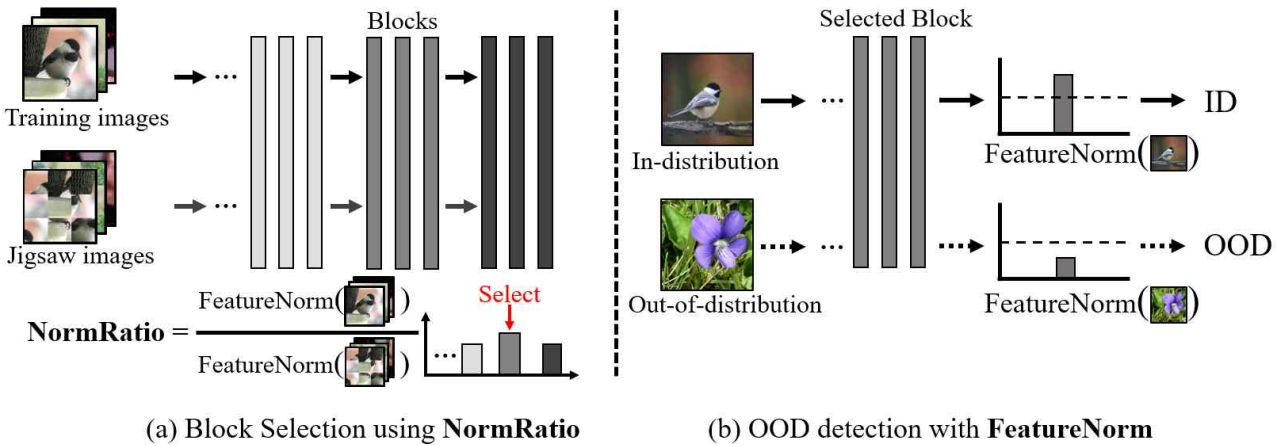 Blocks
...
Training images
...
Jigsaw images
FeatureNorm( )
NormRatio =
FeatureNorm( )
Select
...
(a) Block Selection using NormRatio
Selected Block
...
ID
In-distribution
FeatureNorm( )
...
OOD
Out-of-distribution
FeatureNorm( )
(b) OOD detection with FeatureNorm